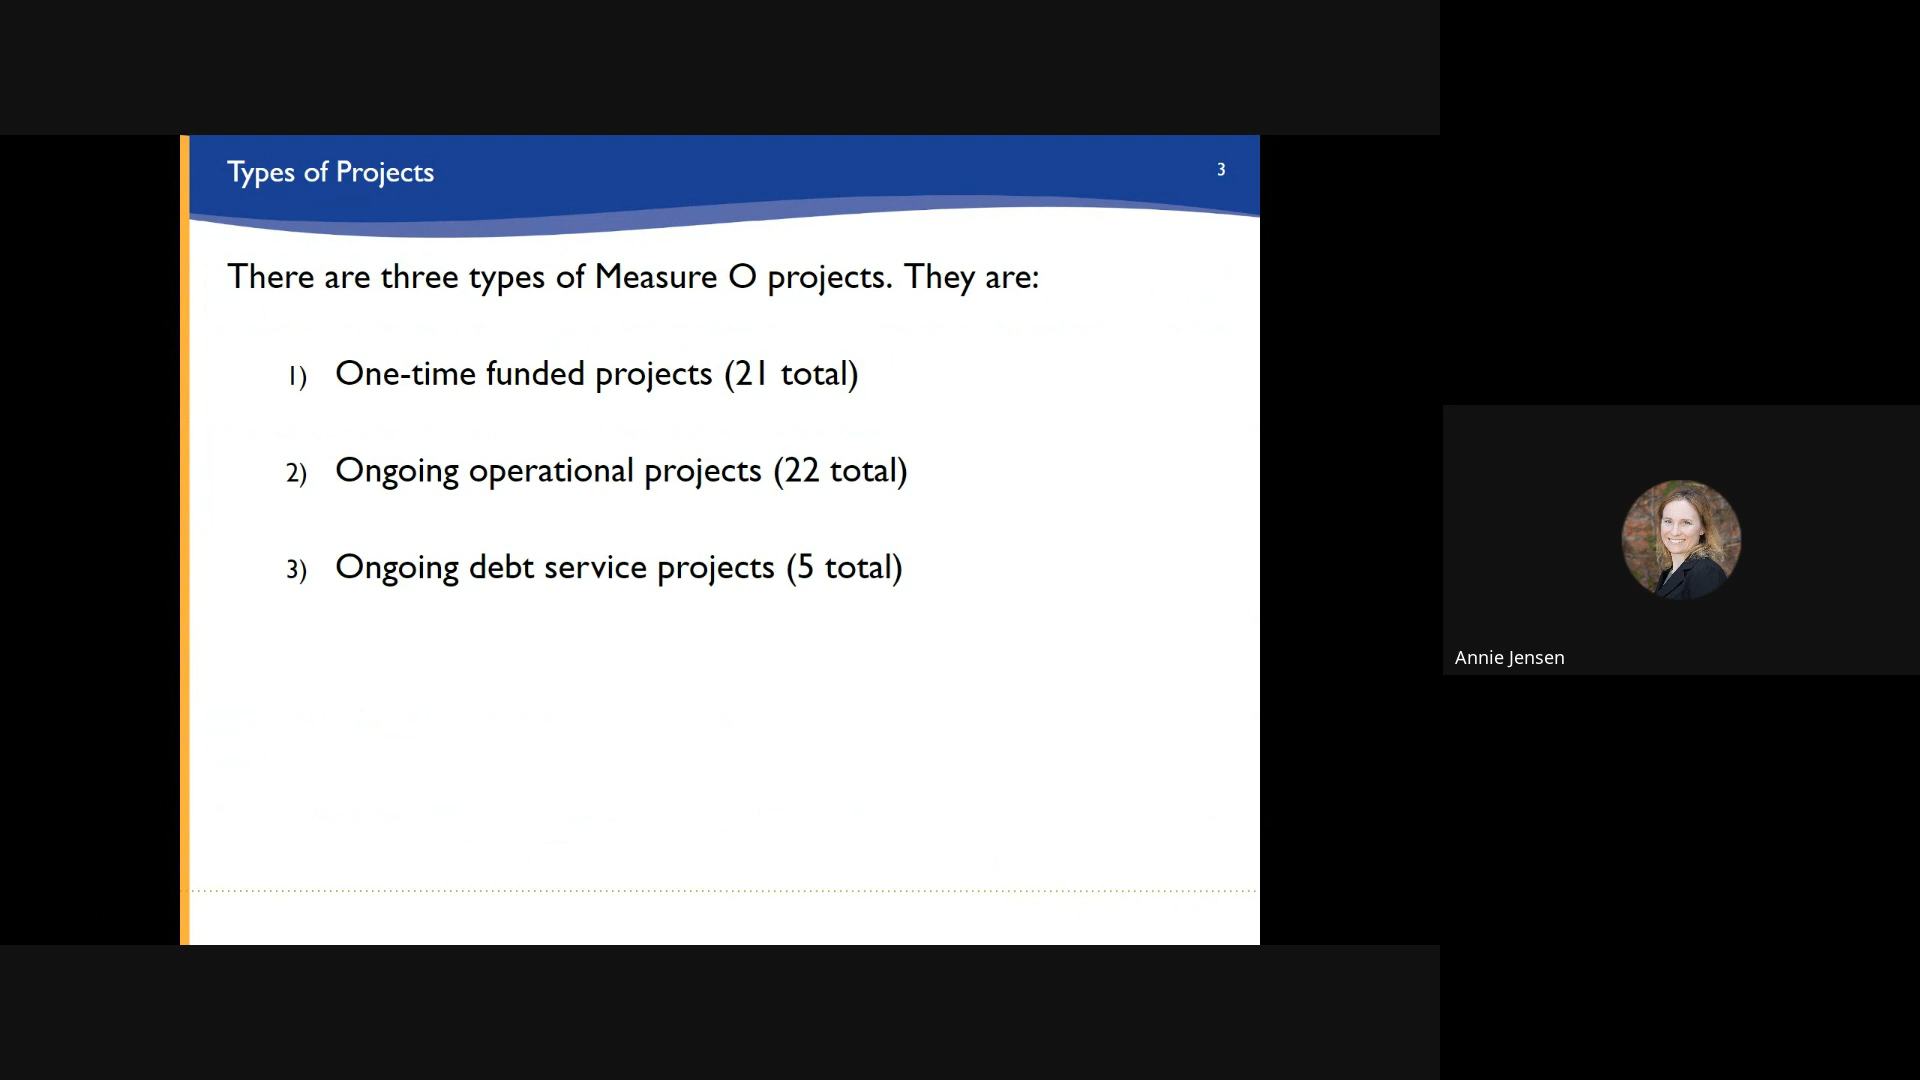 Types of Projects
3
There are three types of Measure O projects. They are:
1) One-time funded projects (21 total)
2) Ongoing operational projects (22 total)
3) Ongoing debt service projects (5 total)
Annie Jensen